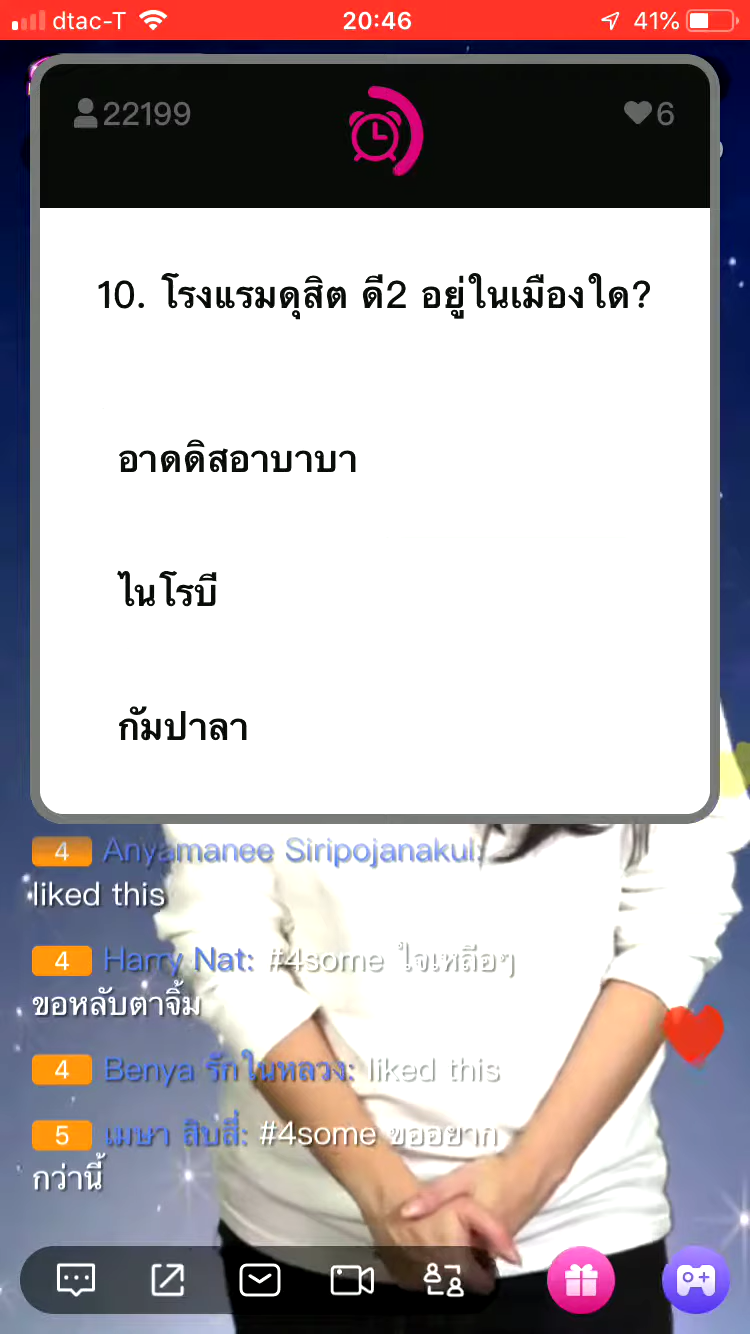 dtac-T 20:46 41%
22199 6
10. โรงแรมดุสิต ดี2 อยู่ในเมืองใด?
อาดดิสอาบาบา
ไนโรบี
กัมปาลา
4 Anyamanee Siripojanakul:
liked this
4 Harry Nat: #4some ใจเหลือๆ
ขอหลับตาจิ้ม
4 Benya รักในหลวง: liked this
5 เมษา สิบสี่: #4some ขออยาก
กว่านี้